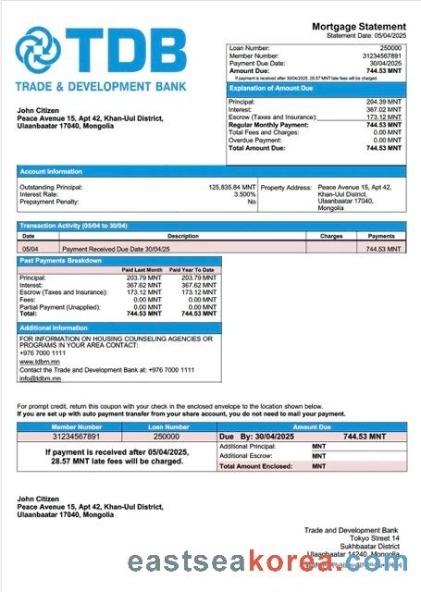 TDB
TRADE & DEVELOPMENT BANK
Mortgage Statement
Statement Date: 05/04/2025
Loan Number: 250000
Member Number: 31234567891
Payment Due Date: 30/04/2025
Amount Due: 744.53 MNT
If payment is received after 30/04/2025, 28.57 MNT late fees will be charged.
Explanation of Amount Due
Principal: 204.39 MNT
Interest: 367.02 MNT
Escrow (Taxes and Insurance): 173.12 MNT
Regular Monthly Payment: 744.53 MNT
Total Fees and Charges: 0.00 MNT
Overdue Payment: 0.00 MNT
Total Amount Due: 744.53 MNT
John Citizen
Peace Avenue 15, Apt 42, Khan-Uul District,
Ulaanbaatar 17040, Mongolia
Account Information
Outstanding Principal: 125,835.84 MNT
Interest Rate: 3.500%
Prepayment Penalty: No
Property Address: Peace Avenue 15, Apt 42,
Khan-Uul District,
Ulaanbaatar 17040,
Mongolia
Transaction Activity (05/04 to 30/04)
Date Description Charges Payments
05/04 Payment Received Due Date 30/04/25 744.53 MNT
Past Payments Breakdown
Paid Last Month Paid Year To Date
Principal: 203.79 MNT 203.79 MNT
Interest: 367.62 MNT 367.62 MNT
Escrow (Taxes and Insurance): 173.12 MNT 173.12 MNT
Fees: 0.00 MNT 0.00 MNT
Partial Payment (Unapplied): 0.00 MNT 0.00 MNT
Total: 744.53 MNT 744.53 MNT
Additional Information
FOR INFORMATION ON HOUSING COUNSELING AGENCIES OR
PROGRAMS IN YOUR AREA CONTACT:
+976 7000 1111
www.tdbm.mn
Contact the Trade and Development Bank at: +976 7000 1111
info@tdbm.mn
For prompt credit, return this coupon with your check in the enclosed envelope to the location shown below.
If you are set up with auto payment transfer from your share account, you do not need to mail your payment.
Member Number Loan Number Amount Due
31234567891 250000 Due By: 30/04/2025 744.53 MNT
If payment is received after 05/04/2025,
28.57 MNT late fees will be charged.
Additional Principal: MNT
Additional Escrow: MNT
Total Amount Enclosed: MNT
John Citizen
Peace Avenue 15, Apt 42, Khan-Uul District,
Ulaanbaatar 17040, Mongolia
Trade and Development Bank
Tokyo Street 14
Sukhbaatar District
Ulaanbaatar 14240, Mongolia
eastseakorea.com